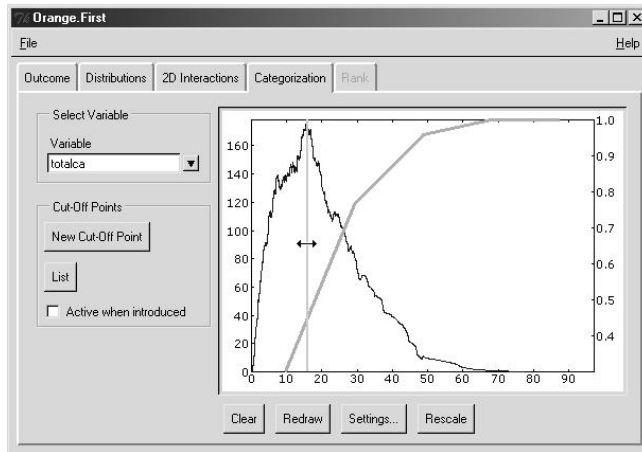 Orange.First
File Help
Outcome Distributions 2D Interactions Categorization Rank
Select Variable
Variable
totalca
Cut-Off Points
New Cut-Off Point
List
Active when introduced
160
140
120
100
80
60
40
20
0
0 10 20 30 40 50 60 70 80 90
1.0
0.9
0.8
0.7
0.6
0.5
0.4
Clear Redraw Settings... Rescale